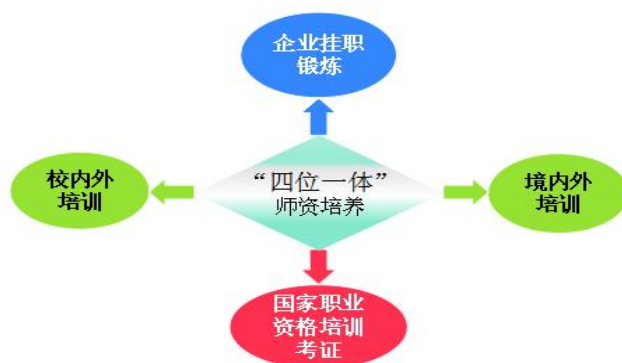 企业挂职
锻炼
校内外
培训
“四位一体”
师资培养
境内外
培训
国家职业
资格培训
考证